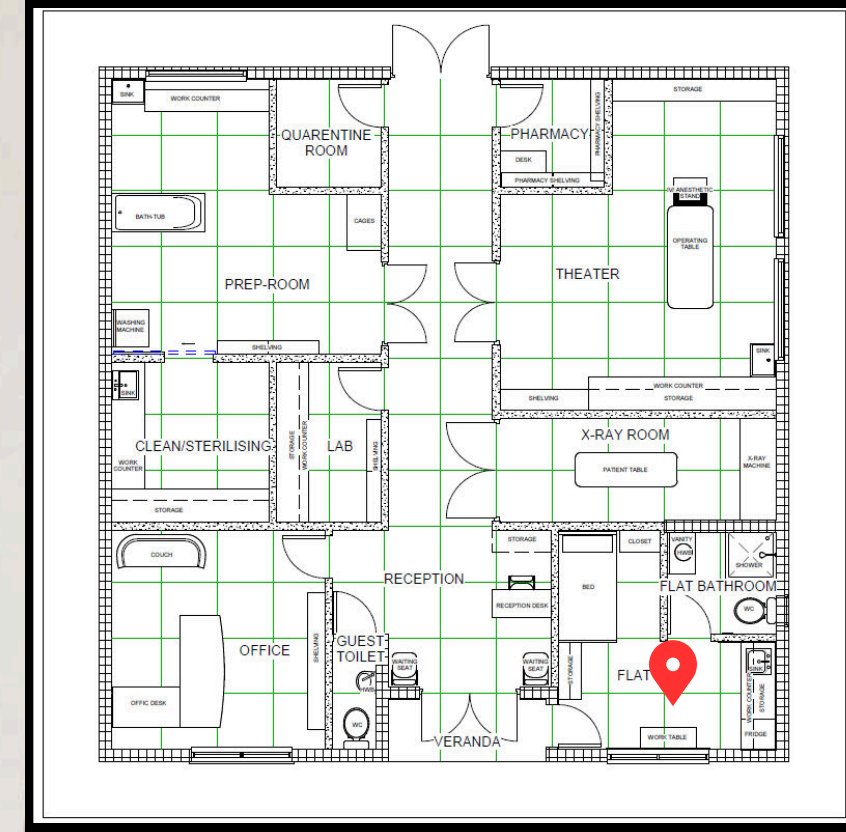 SINK
WORK COUNTER
QUARENTINE
ROOM
PHARMACY
PHARMACY SHELVING
DESK
PHARMACY SHELVING
STORAGE
BATH-TUB
CAGES
IV/ ANESTHETIC
STAND
OPERATING
TABLE
THEATER
PREP-ROOM
WASHING
MACHINE
SHELVING
SINK
SINK
WORK COUNTER
STORAGE
SHELVING
CLEAN/STERILISING
WORK
COUNTER
STORAGE
STORAGE
WORK COUNTER
LAB
SHELVING
X-RAY ROOM
PATIENT TABLE
X-RAY
MACHINE
COUCH
OFFICE
SHELVING
OFFIC DESK
RECEPTION
STORAGE
RECEPTION DESK
GUEST
TOILET
HWB
WC
WAITING
SEAT
WAITING
SEAT
VERANDA
BED
CLOSET
VANITY
HWB
SHOWER
FLAT BATHROOM
WC
STORAGE
FLAT
WORK TABLE
SINK
WORK COUNTER
STORAGE
FRIDGE